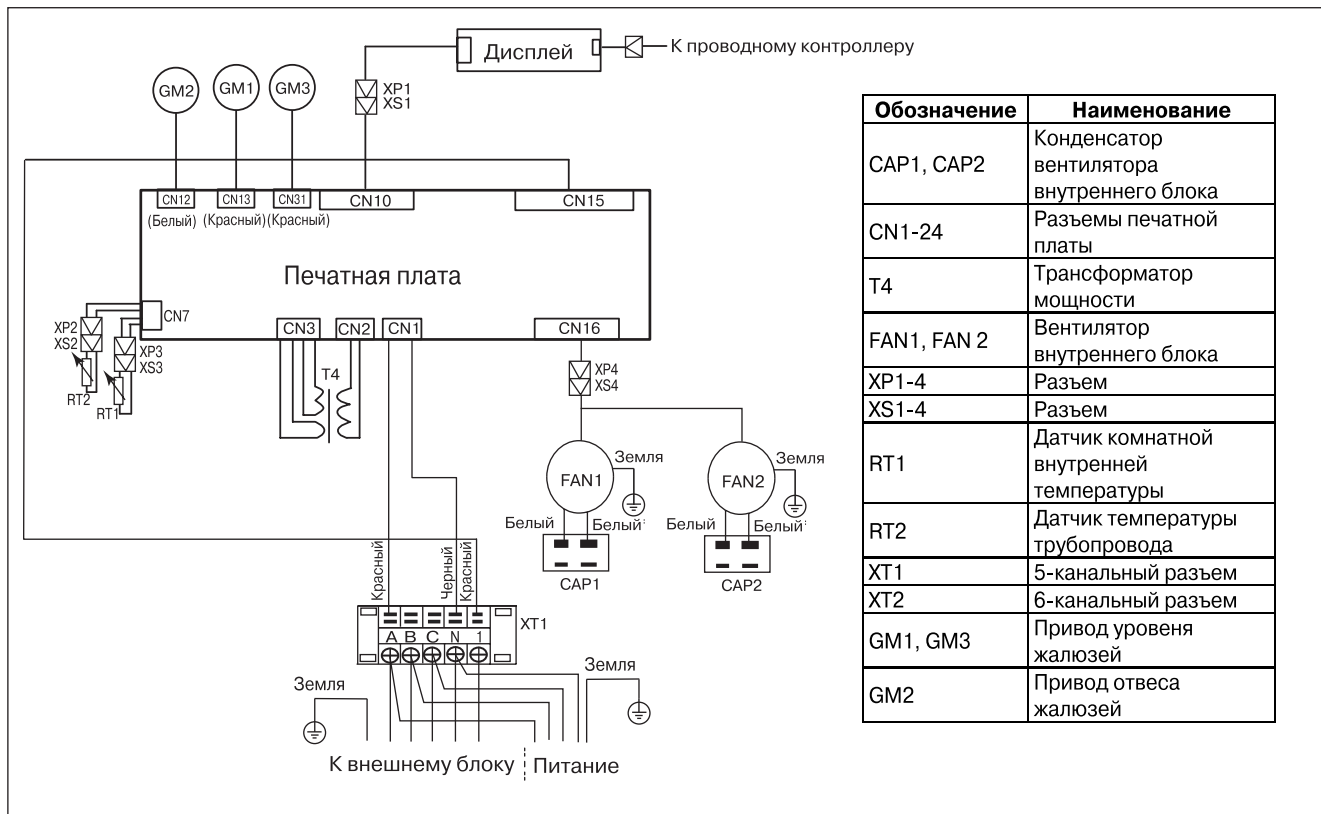 Дисплей
К проводному контроллеру
GM2
GM1
GM3
XP1
XS1
CN12
CN13
CN31
CN10
CN15
(Белый)
(Красный)
(Красный)
Печатная плата
CN7
XP2
XS2
XP3
XS3
RT2
RT1
CN3
CN2
CN1
CN16
T4
XP4
XS4
FAN1
Земля
FAN2
Земля
Белый
Белый
Белый
Белый
CAP1
CAP2
Красный
Черный
Красный
XT1
A B C N 1
Земля
Земля
К внешнему блоку
Питание
Обозначение Наименование
CAP1, CAP2
Конденсатор
вентилятора
внутреннего блока
CN1-24
Разъемы печатной
платы
T4
Трансформатор
мощности
FAN1, FAN 2
Вентилятор
внутреннего блока
XP1-4 Разъем
XS1-4 Разъем
RT1
Датчик комнатной
внутренней
температуры
RT2
Датчик температуры
трубопровода
XT1 5-канальный разъем
XT2 6-канальный разъем
GM1, GM3
Привод уровеня
жалюзей
GM2
Привод отвеса
жалюзей